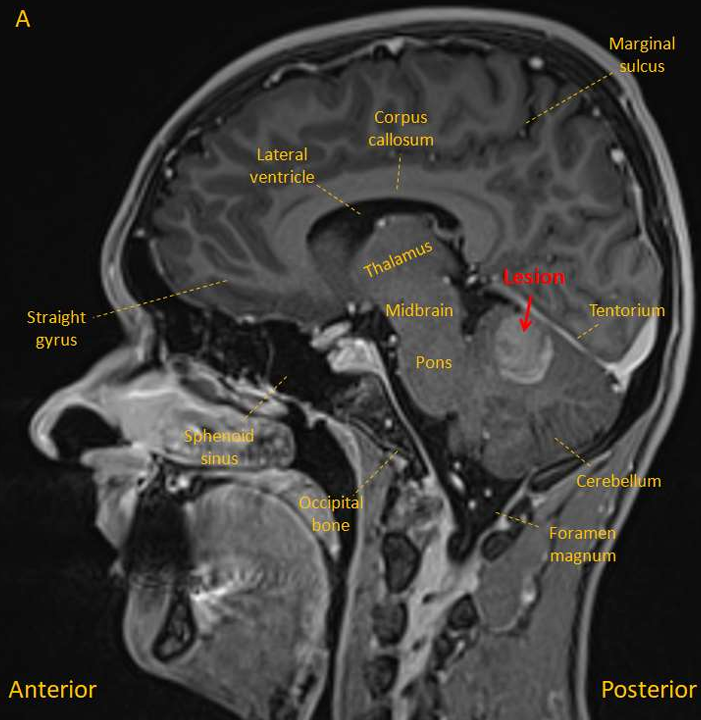 A
Marginal
sulcus
Corpus
callosum
Lateral
ventricle
Thalamus
Lesion
Midbrain
Tentorium
Straight
gyrus
Pons
Sphenoid
sinus
Cerebellum
Occipital
bone
Foramen
magnum
Anterior
Posterior